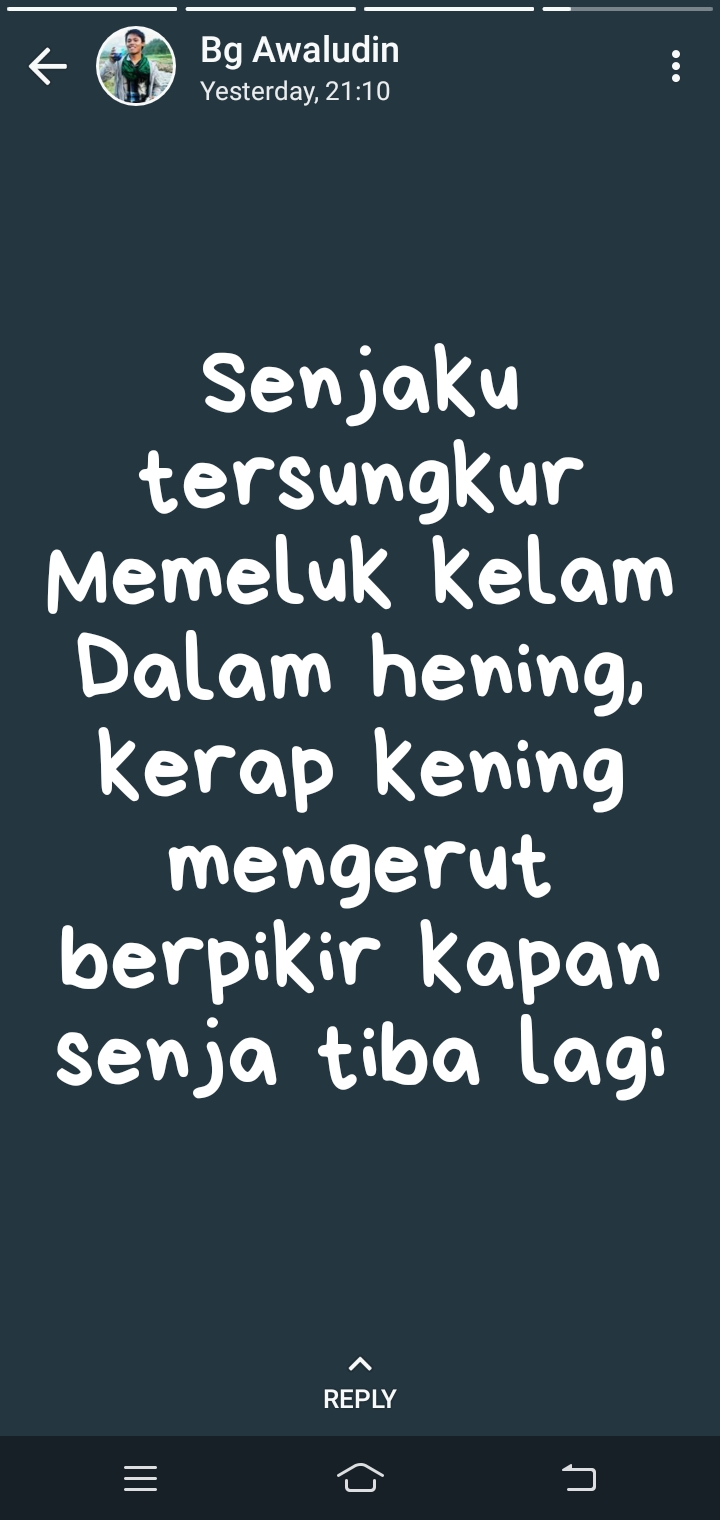 Bg Awaludin
Yesterday, 21:10
Senjaku
tersungkur
Memeluk kelam
Dalam hening,
kerap kening
mengerut
berpikir kapan
senja tiba lagi
REPLY